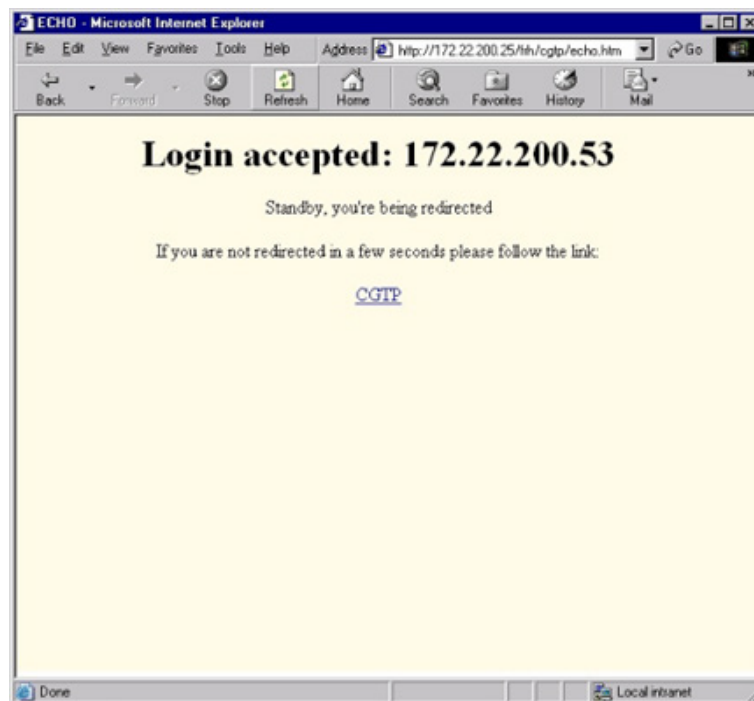 ECHO - Microsoft Internet Explorer
File Edit View Favorites Tools Help Address http://172.22.200.25/hh/cgtp/echo.htm Go
Back Forward Stop Refresh Home Search Favorites History Mail
Login accepted: 172.22.200.53
Standby, you're being redirected
If you are not redirected in a few seconds please follow the link:
CGTP
Done Local intranet